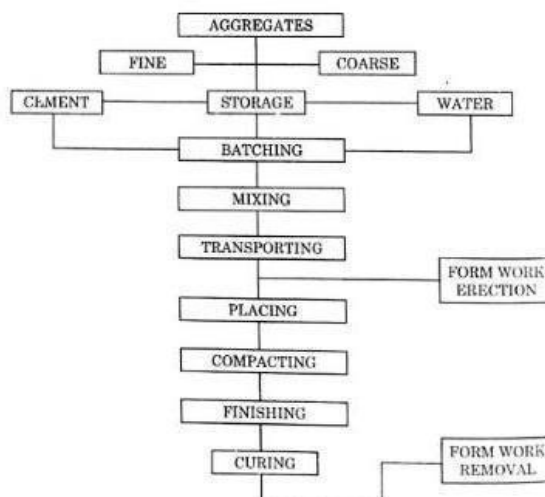 AGGREGATES
FINE
COARSE
CEMENT
STORAGE
WATER
BATCHING
MIXING
TRANSPORTING
FORM WORK
ERECTION
PLACING
COMPACTING
FINISHING
CURING
FORM WORK
REMOVAL